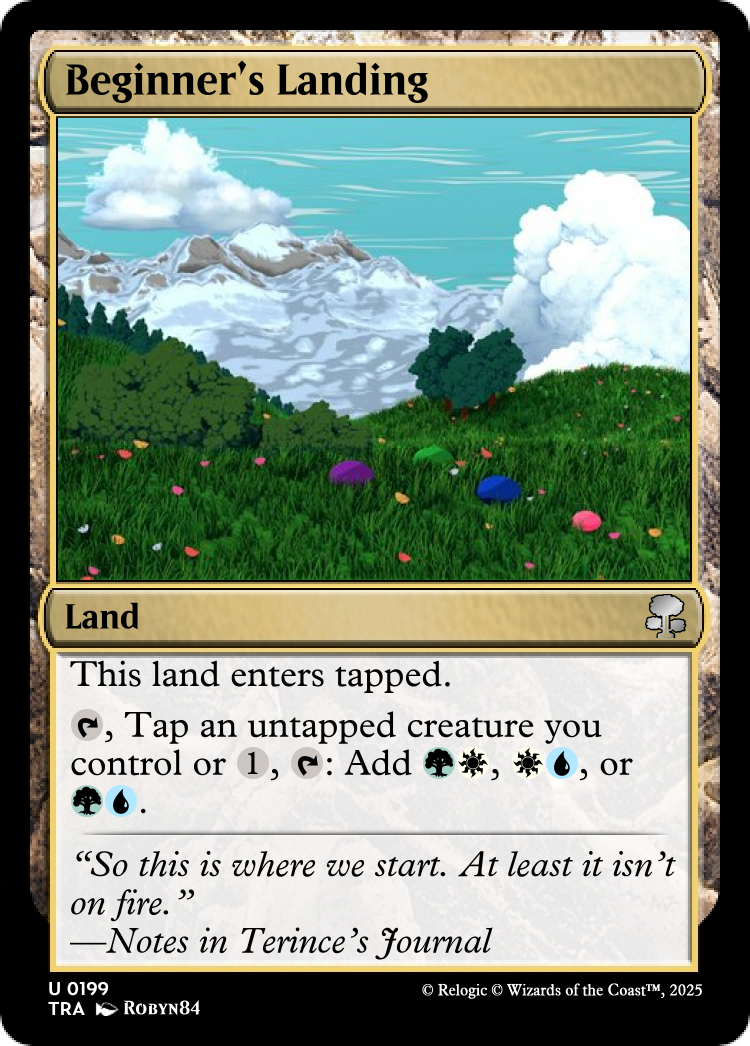 Beginner's Landing
Land
This land enters tapped.
, Tap an untapped creature you
control or 1, : Add , , or
.
“So this is where we start. At least it isn’t
on fire.”
—Notes in Terince’s Journal
U 0199
TRA ROBYN84
© Relogic © Wizards of the Coast™, 2025